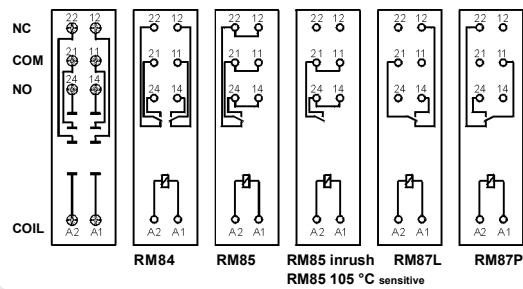 22 12 22 12 22 12 22 12 22 12 22 12
NC
COM
21 11 21 11 21 11 21 11 21 11 21 11
NO
24 14 24 14 24 14 24 14 24 14 24 14
COIL
A2 A1 A2 A1 A2 A1 A2 A1 A2 A1 A2 A1
RM84 RM85 RM85 inrush RM87L RM87P
RM85 105 °C sensitive